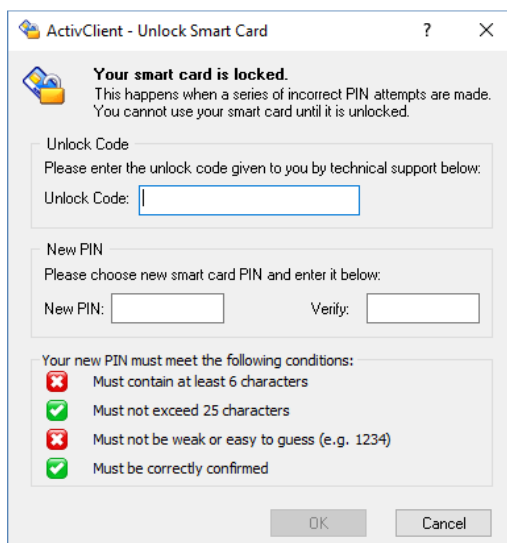 ActivClient - Unlock Smart Card
Your smart card is locked.
This happens when a series of incorrect PIN attempts are made.
You cannot use your smart card until it is unlocked.
Unlock Code
Please enter the unlock code given to you by technical support below:
Unlock Code:
New PIN
Please choose new smart card PIN and enter it below:
New PIN: Verify:
Your new PIN must meet the following conditions:
Must contain at least 6 characters
Must not exceed 25 characters
Must not be weak or easy to guess (e.g. 1234)
Must be correctly confirmed
OK Cancel